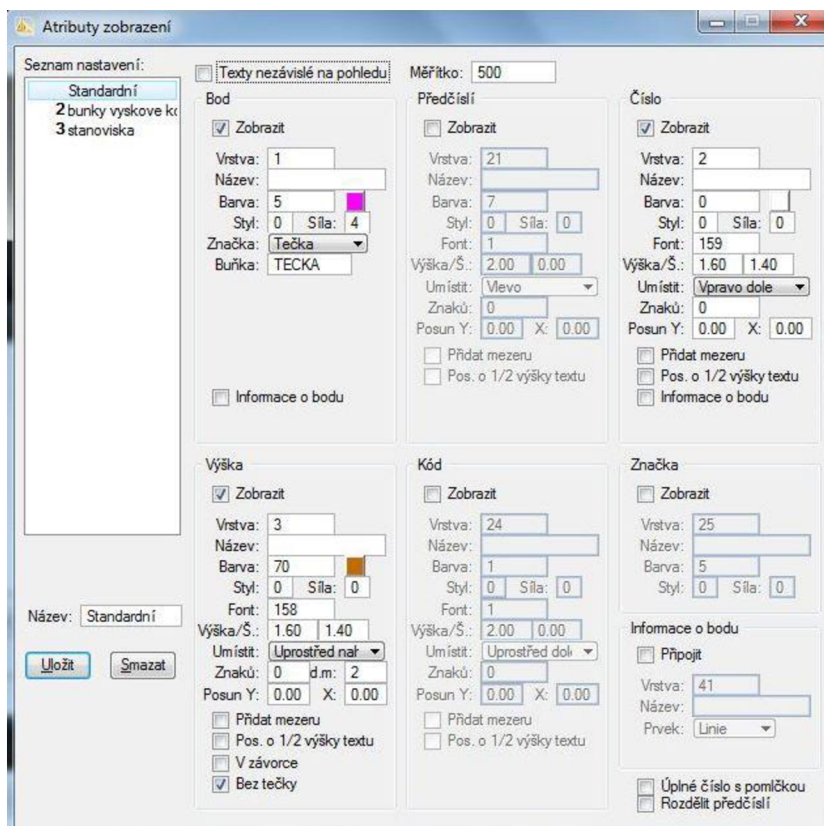 Atributy zobrazení
Seznam nastavení:
Standardní
2 bunky vyskove
3 stanoviska
Název: Standardní
Uložit Smazat
Texty nezávislé na pohledu Měřítko: 500
Bod
Zobrazit
Vrstva: 1
Název:
Barva: 5
Styl: 0 Síla: 4
Značka: Tečka
Buňka: TECKA
Informace o bodu
Předčíslí
Zobrazit
Vrstva: 21
Název:
Barva: 7
Styl: 0 Síla: 0
Font: 1
Výška/Š.: 2.00 0.00
Umístit: Vlevo
Znaků: 0
Posun Y: 0.00 X: 0.00
Přidat mezeru
Pos. o 1/2 výšky textu
Číslo
Zobrazit
Vrstva: 2
Název:
Barva: 0
Styl: 0 Síla: 0
Font: 159
Výška/Š.: 1.60 1.40
Umístit: Vpravo dole
Znaků: 0
Posun Y: 0.00 X: 0.00
Přidat mezeru
Pos. o 1/2 výšky textu
Informace o bodu
Výška
Zobrazit
Vrstva: 3
Název:
Barva: 70
Styl: 0 Síla: 0
Font: 158
Výška/Š.: 1.60 1.40
Umístit: Uprostřed
Znaků: 0 d.m: 2
Posun Y: 0.00 X: 0.00
Přidat mezeru
Pos. o 1/2 výšky textu
V závorce
Bez tečky
Kód
Zobrazit
Vrstva: 24
Název:
Barva: 1
Styl: 0 Síla: 0
Font: 1
Výška/Š.: 2.00 0.00
Umístit: Uprostřed
Znaků: 0
Posun Y: 0.00 X: 0.00
Přidat mezeru
Pos. o 1/2 výšky textu
Značka
Zobrazit
Vrstva: 25
Název:
Barva: 5
Styl: 0 Síla: 0
Informace o bodu
Připojit
Vrstva: 41
Název:
Prvek: Linie
Úplné číslo s pomlčkou
Rozdělit předčíslí